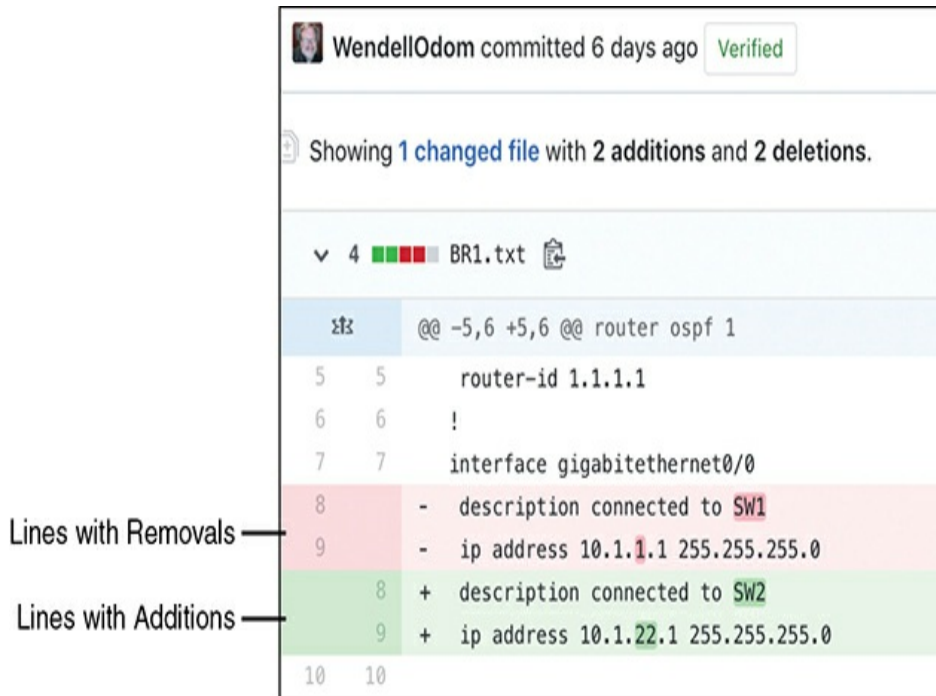 WendellOdom committed 6 days ago Verified
Showing 1 changed file with 2 additions and 2 deletions.
4 BR1.txt
@@ -5,6 +5,6 @@ router ospf 1
5 5 router-id 1.1.1.1
6 6 !
7 7 interface gigabitethernet0/0
8 - description connected to SW1
Lines with Removals
9 - ip address 10.1.1.1 255.255.255.0
8 + description connected to SW2
Lines with Additions
9 + ip address 10.1.22.1 255.255.255.0
10 10